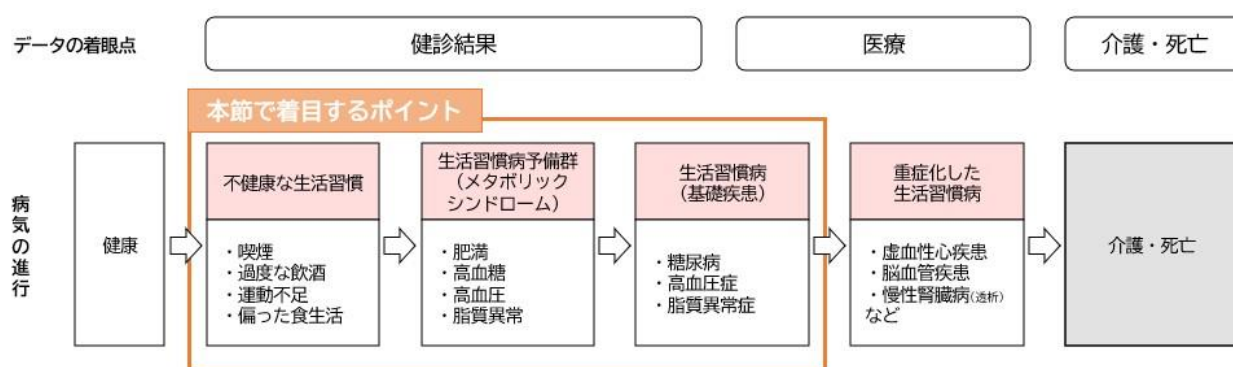 データの着眼点
健診結果
医療
介護・死亡
本節で着目するポイント
病気の進行
健康
不健康な生活習慣
・喫煙
・過度な飲酒
・運動不足
・偏った食生活
生活習慣病予備群
（メタボリック
シンドローム）
・肥満
・高血糖
・高血圧
・脂質異常
生活習慣病
（基礎疾患）
・糖尿病
・高血圧症
・脂質異常症
重症化した
生活習慣病
・虚血性心疾患
・脳血管疾患
・慢性腎臓病(透析)
など
介護・死亡